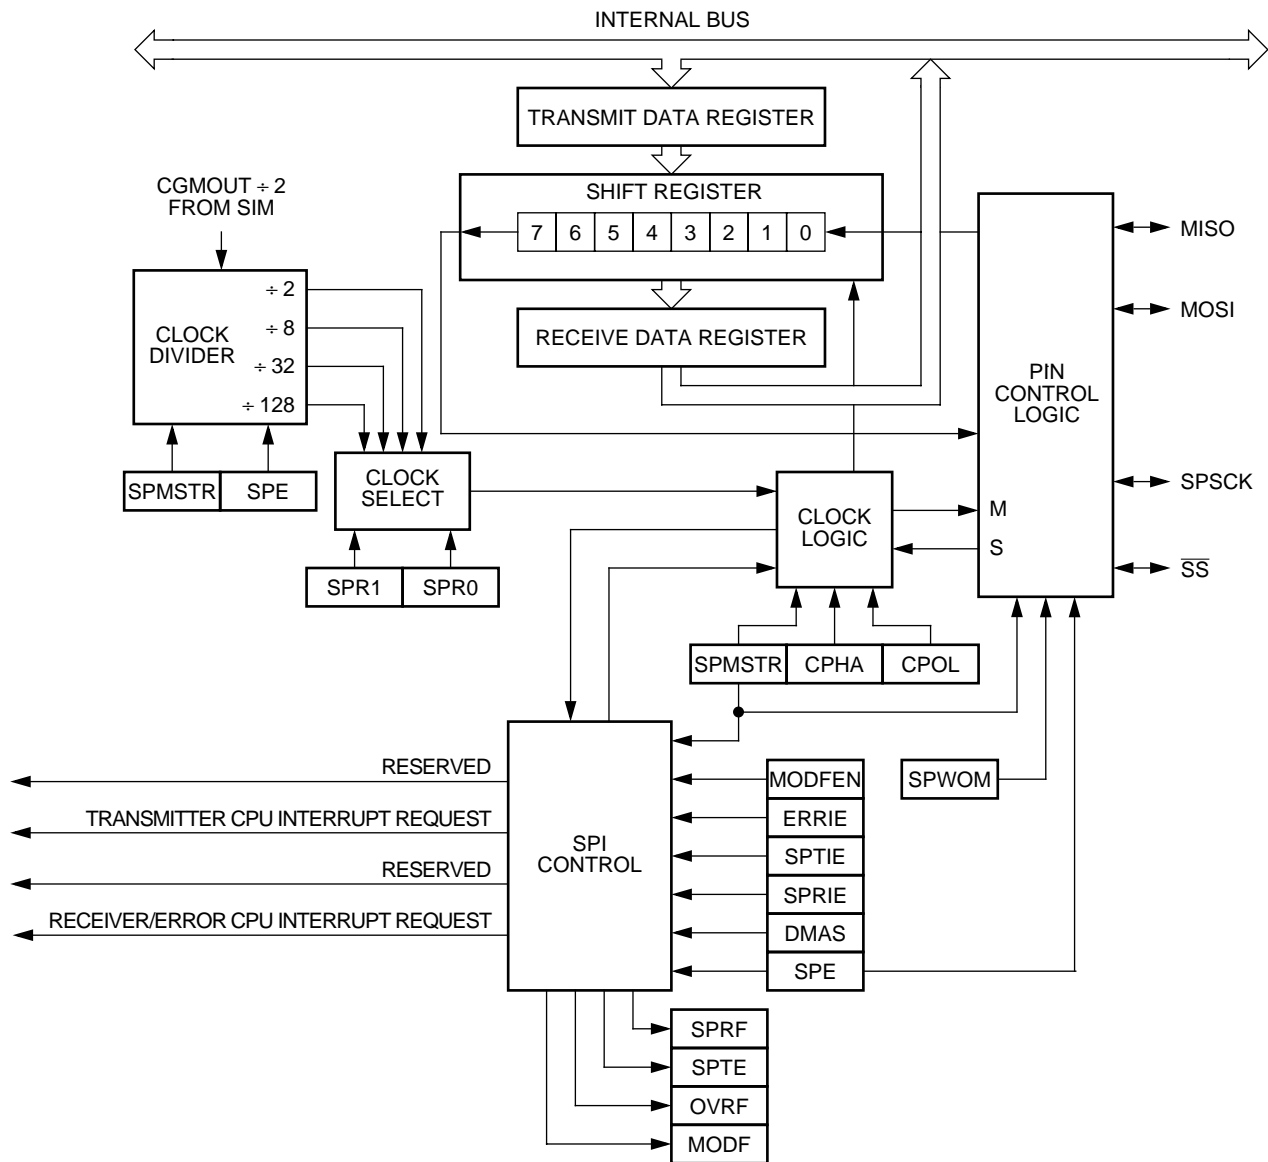 INTERNAL BUS
TRANSMIT DATA REGISTER
CGMOUT ÷ 2
FROM SIM
SHIFT REGISTER
7 6 5 4 3 2 1 0
RECEIVE DATA REGISTER
CLOCK
DIVIDER
÷ 2
÷ 8
÷ 32
÷ 128
SPMSTR SPE
CLOCK
SELECT
SPR1 SPR0
CLOCK
LOGIC
PIN
CONTROL
LOGIC
M
S
MISO
MOSI
SPSCK
S̅S̅
SPMSTR CPHA CPOL
SPWOM
RESERVED
TRANSMITTER CPU INTERRUPT REQUEST
RESERVED
RECEIVER/ERROR CPU INTERRUPT REQUEST
SPI
CONTROL
MODFEN
ERRIE
SPTIE
SPRIE
DMAS
SPE
SPRF
SPTE
OVRF
MODF